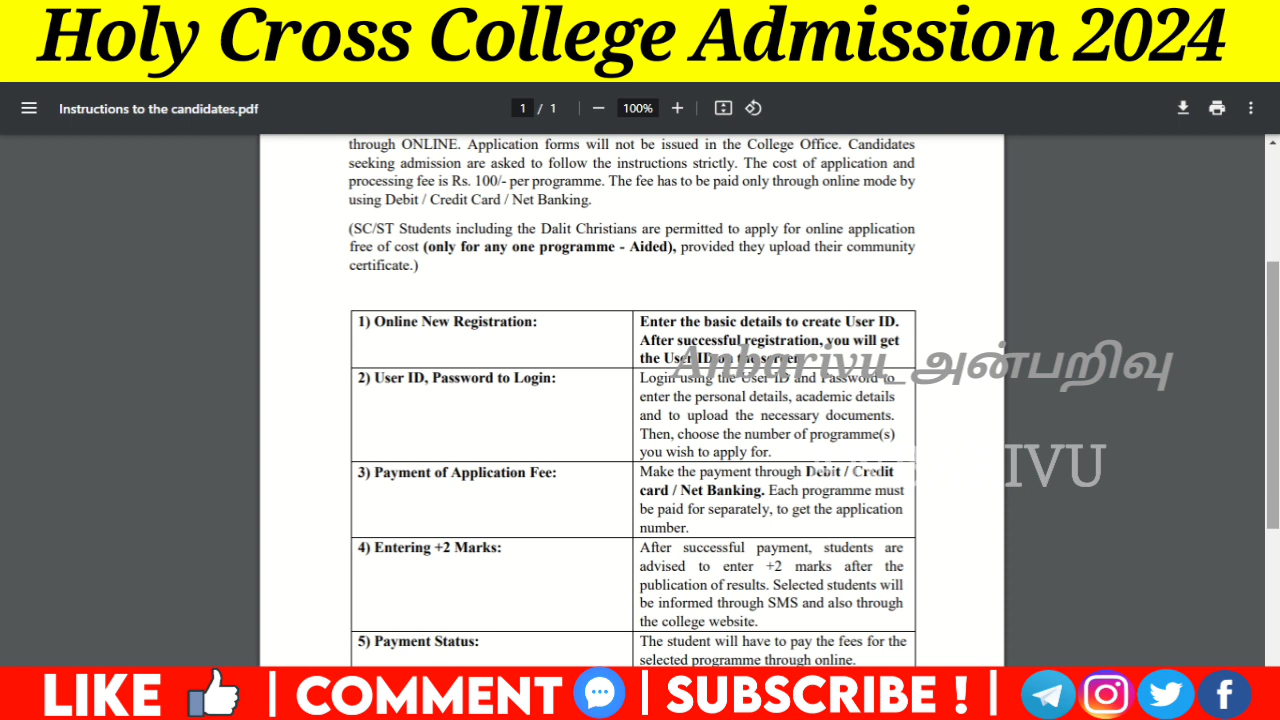 Holy Cross College Admission 2024
Instructions to the candidates.pdf
1 / 1
100%
through ONLINE. Application forms will not be issued in the College Office. Candidates
seeking admission are asked to follow the instructions strictly. The cost of application and
processing fee is Rs. 100/- per programme. The fee has to be paid only through online mode by
using Debit / Credit Card / Net Banking.
(SC/ST Students including the Dalit Christians are permitted to apply for online application
free of cost (only for any one programme - Aided), provided they upload their community
certificate.)
1) Online New Registration:
Enter the basic details to create User ID.
After successful registration, you will get
the User ID on the screen
Anbarivu_அன்பறிவு
2) User ID, Password to Login:
Login using the User ID and Password to
enter the personal details, academic details
and to upload the necessary documents.
Then, choose the number of programme(s)
you wish to apply for.
3) Payment of Application Fee:
Make the payment through Debit / Credit
card / Net Banking. Each programme must
be paid for separately, to get the application
number.
4) Entering +2 Marks:
After successful payment, students are
advised to enter +2 marks after the
publication of results. Selected students will
be informed through SMS and also through
the college website.
5) Payment Status:
The student will have to pay the fees for the
selected programme through online.
LIKE | COMMENT | SUBSCRIBE ! |